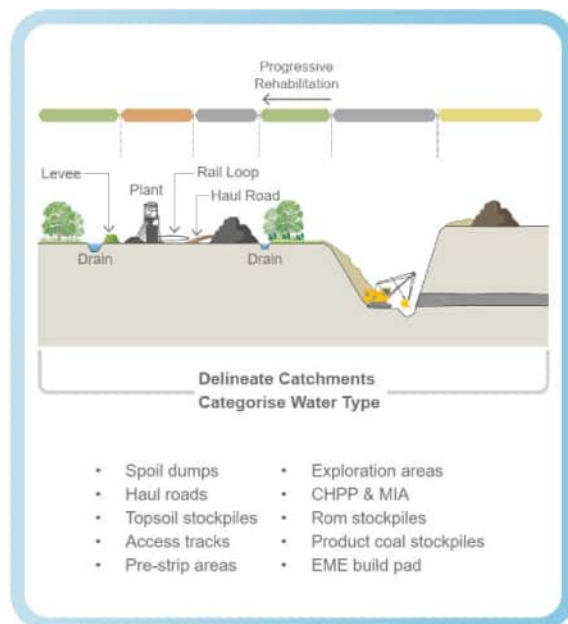 Progressive
Rehabilitation
Levee
Plant
Rail Loop
Haul Road
Drain
Drain
Delineate Catchments
Categorise Water Type
• Spoil dumps
• Haul roads
• Topsoil stockpiles
• Access tracks
• Pre-strip areas
• Exploration areas
• CHPP & MIA
• Rom stockpiles
• Product coal stockpiles
• EME build pad